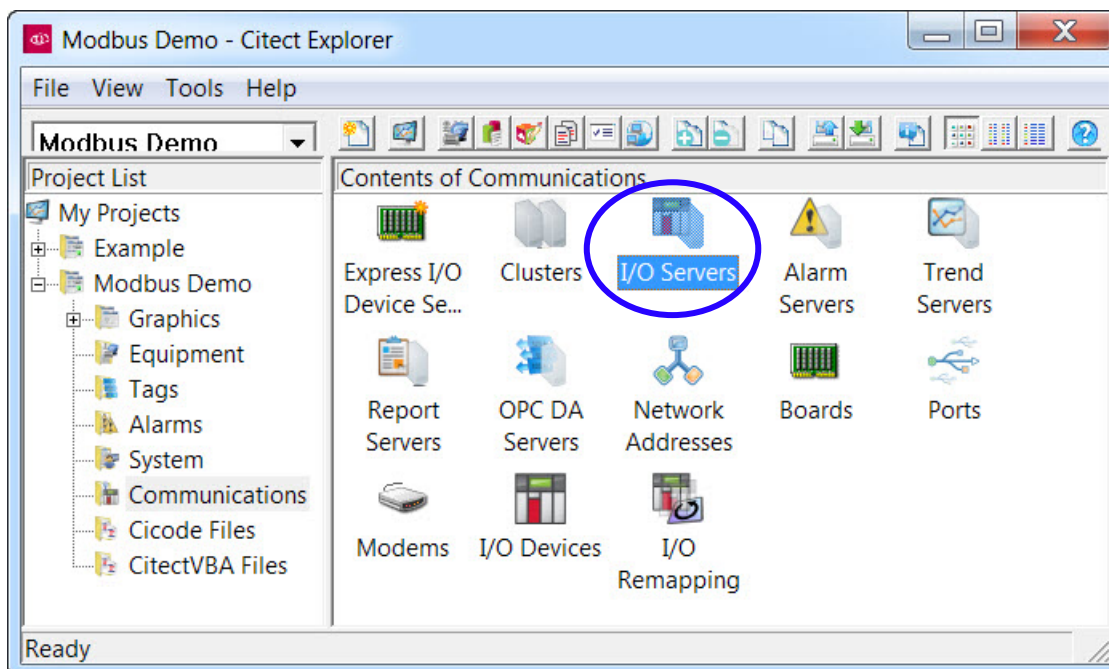 Modbus Demo - Citect Explorer
File View Tools Help
Modbus Demo
Project List
My Projects
Example
Modbus Demo
Graphics
Equipment
Tags
Alarms
System
Communications
Cicode Files
CitectVBA Files
Contents of Communications
Express I/O
Device Se...
Clusters
I/O Servers
Alarm
Servers
Trend
Servers
Report
Servers
OPC DA
Servers
Network
Addresses
Boards
Ports
Modems
I/O Devices
I/O
Remapping
Ready